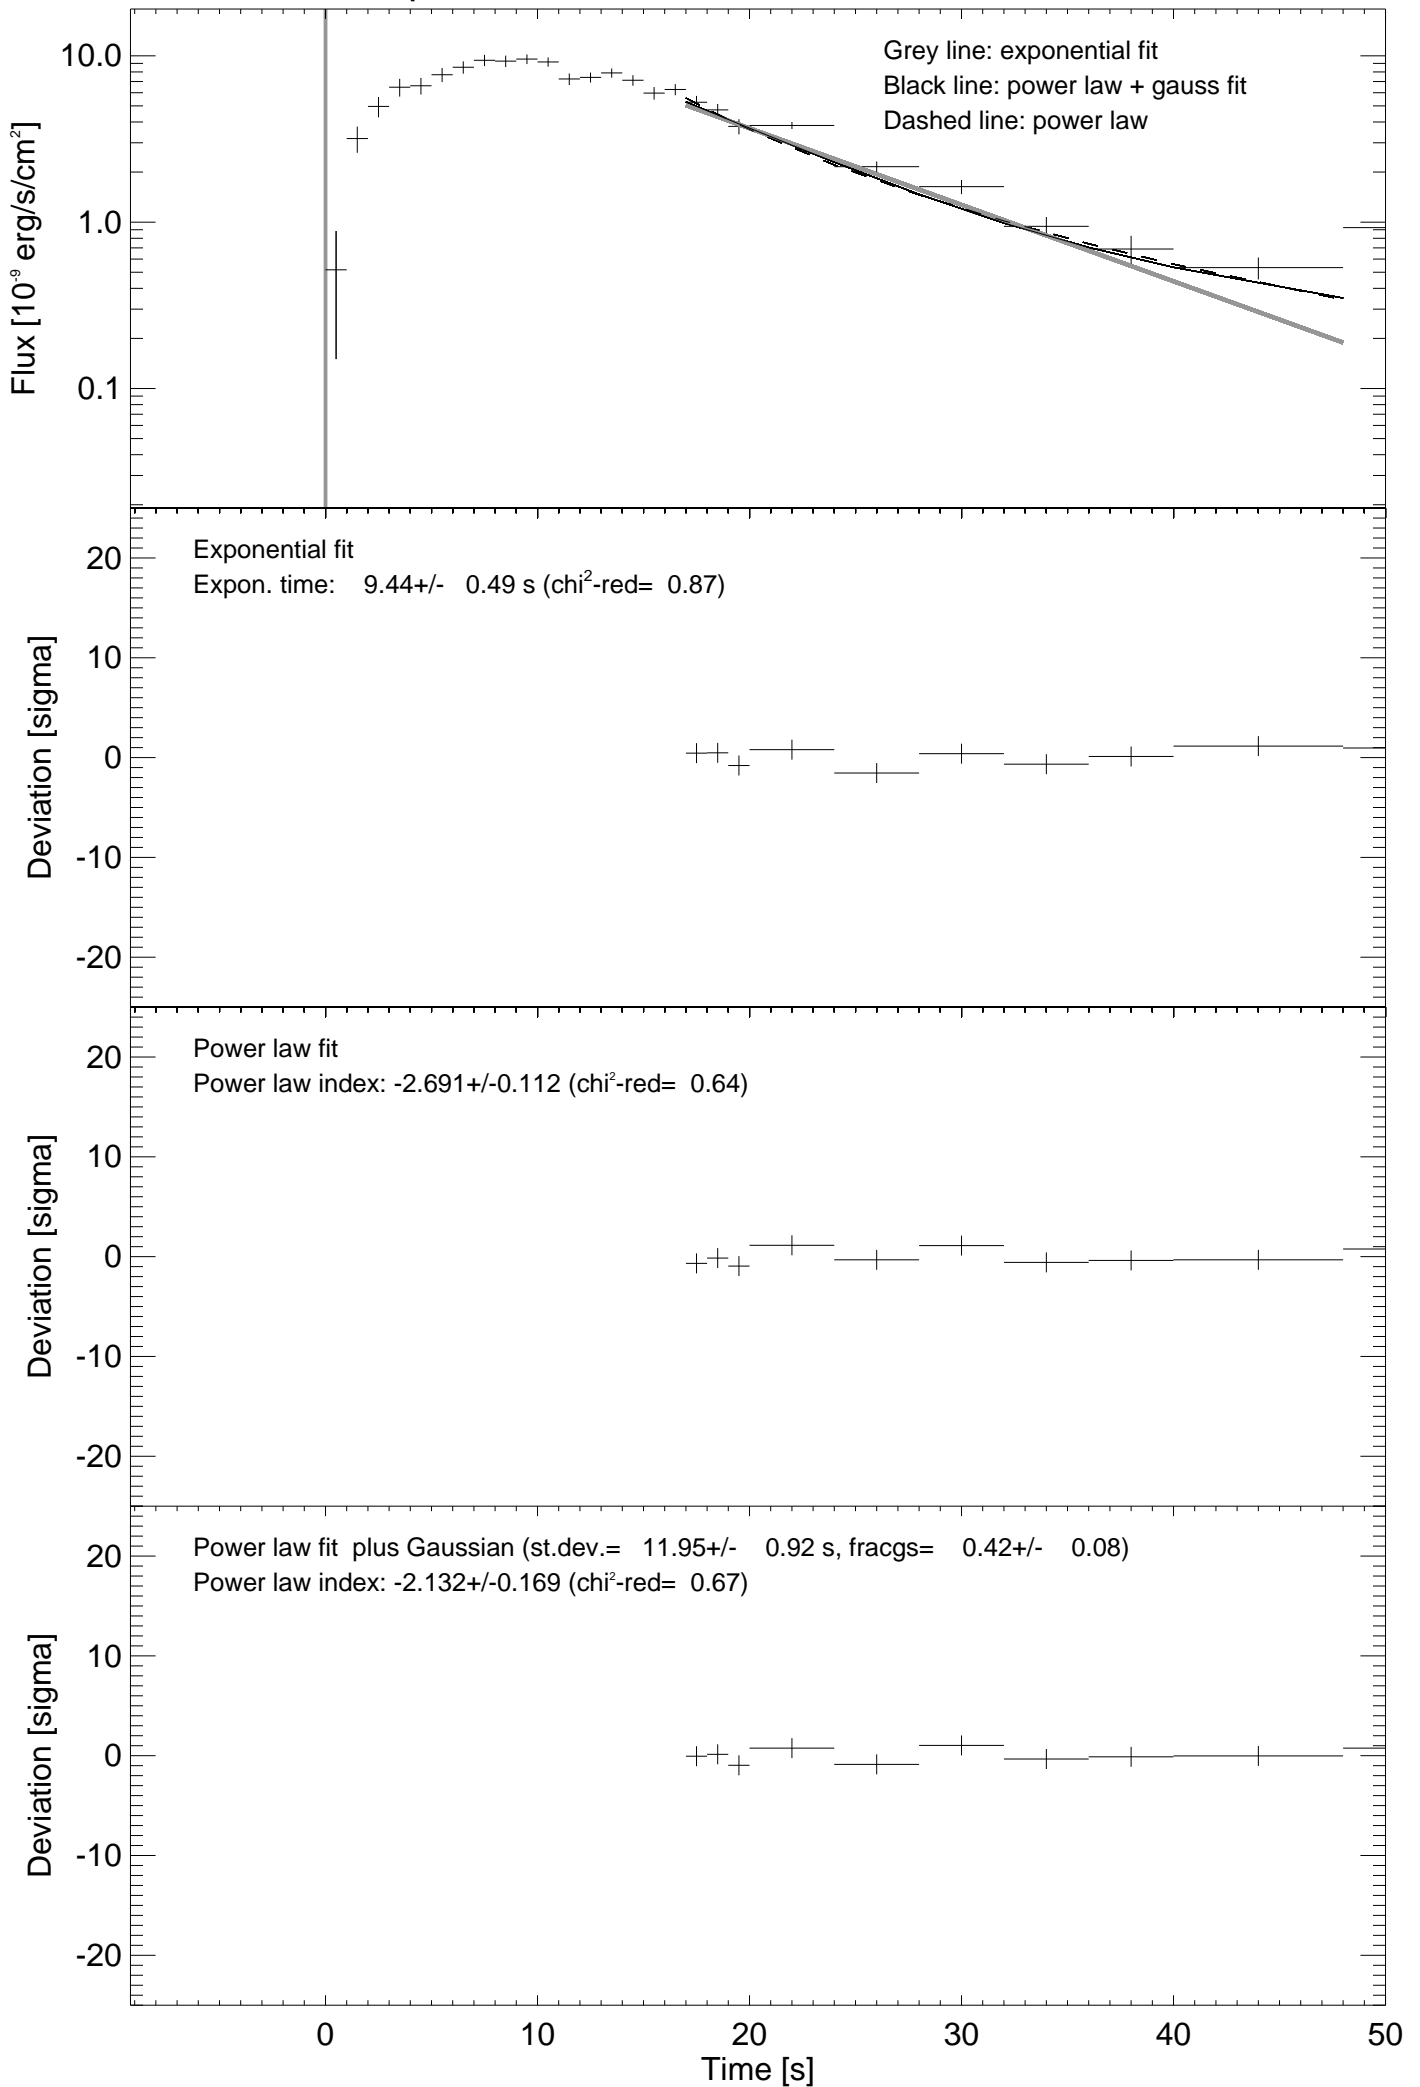 Grey line: exponential fit
Black line: power law + gauss fit
Dashed line: power law
10.0
1.0
0.1
Flux [10⁻⁹ erg/s/cm²]
Exponential fit
Expon. time: 9.44+/- 0.49 s (chi²-red= 0.87)
20
10
0
-10
-20
Deviation [sigma]
Power law fit
Power law index: -2.691+/-0.112 (chi²-red= 0.64)
20
10
0
-10
-20
Deviation [sigma]
Power law fit plus Gaussian (st.dev.= 11.95+/- 0.92 s, fracgs= 0.42+/- 0.08)
Power law index: -2.132+/-0.169 (chi²-red= 0.67)
20
10
0
-10
-20
Deviation [sigma]
0 10 20 30 40 50
Time [s]